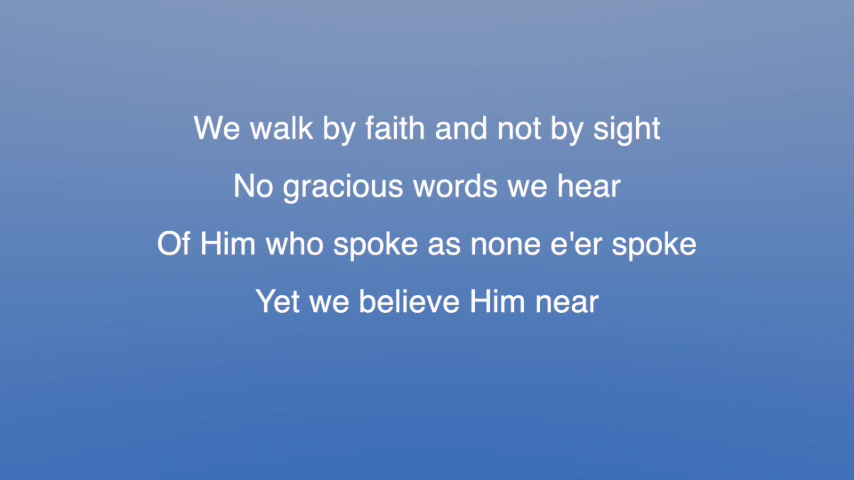 We walk by faith and not by sight
No gracious words we hear
Of Him who spoke as none e'er spoke
Yet we believe Him near